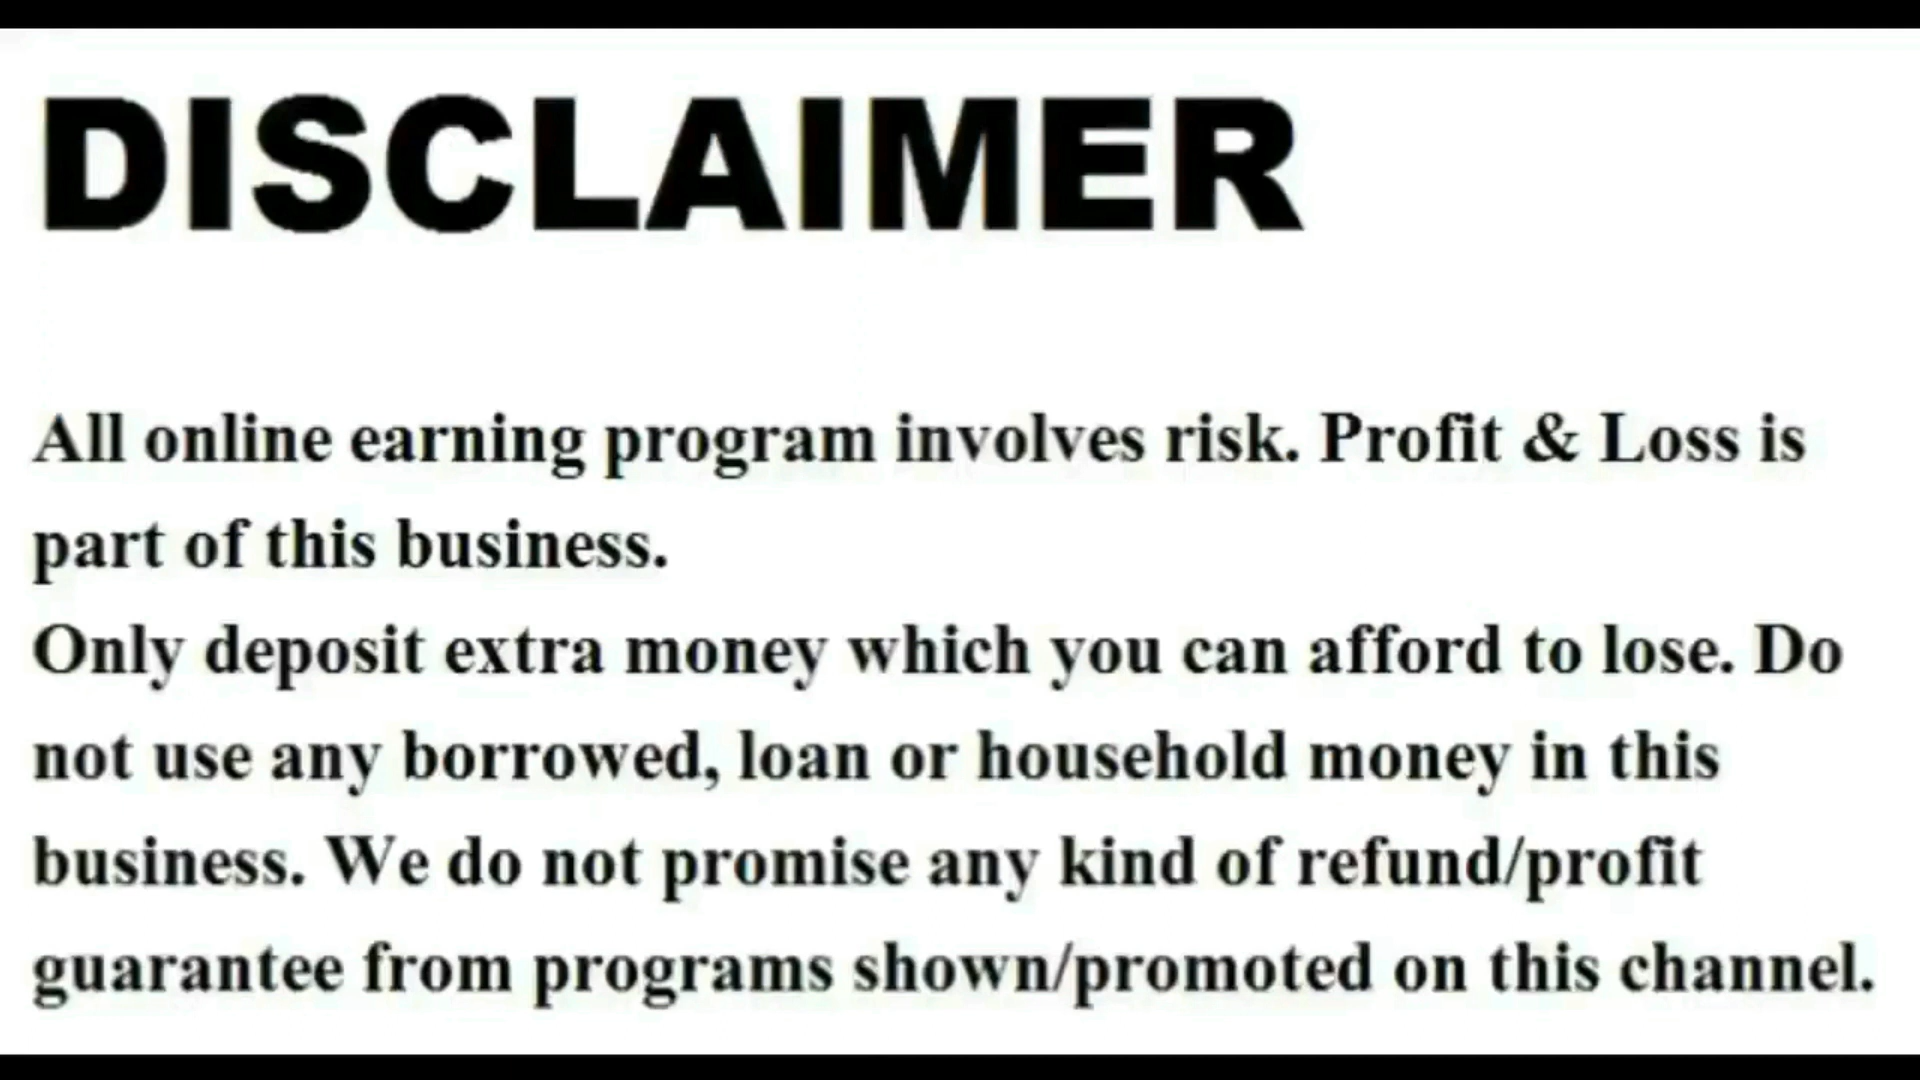 DISCLAIMER
All online earning program involves risk. Profit & Loss is
part of this business.
Only deposit extra money which you can afford to lose. Do
not use any borrowed, loan or household money in this
business. We do not promise any kind of refund/profit
guarantee from programs shown/promoted on this channel.